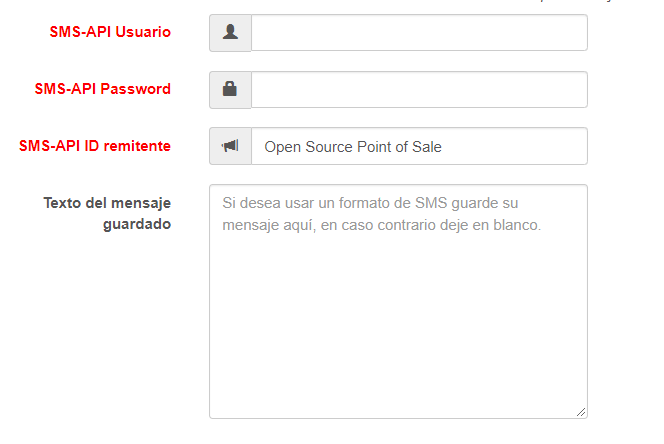 SMS-API Usuario
SMS-API Password
SMS-API ID remitente
Open Source Point of Sale
Texto del mensaje
guardado
Si desea usar un formato de SMS guarde su
mensaje aquí, en caso contrario deje en blanco.